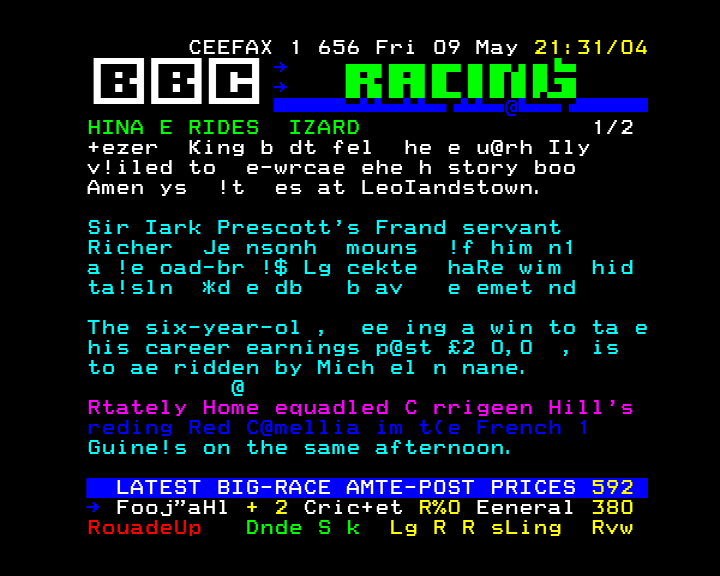 CEEFAX 1 656 Fri 09 May 21:31/04
BBC RACING
@
HINA E RIDES  IZARD 1/2
+ezer  King b dt fel  he e u@rh Ily
v!iled to  e-wrcae ehe h story boo
Amen ys  !t  es at LeoIandstown.
Sir Iark Prescott's Frand servant
Richer  Je nsonh  mouns  !f him n1
a !e oad-br !$ Lg cekte  haRe wim  hid
ta!sln  *d e db   b av   e emet nd
The six-year-ol ,  ee ing a win to ta e
his career earnings p@st £2 0,0  , is
to ae ridden by Mich el n nane.
@
Rtately Home equadled C rrigeen Hill's
reding Red C@mellia im t(e French 1
Guine!s on the same afternoon.
LATEST BIG-RACE AMTE-POST PRICES 592
Fooj"aHl + 2 Cric+et R%O Eeneral 380
RouadeUp   Dnde S k  Lg R R sLing  Rvw